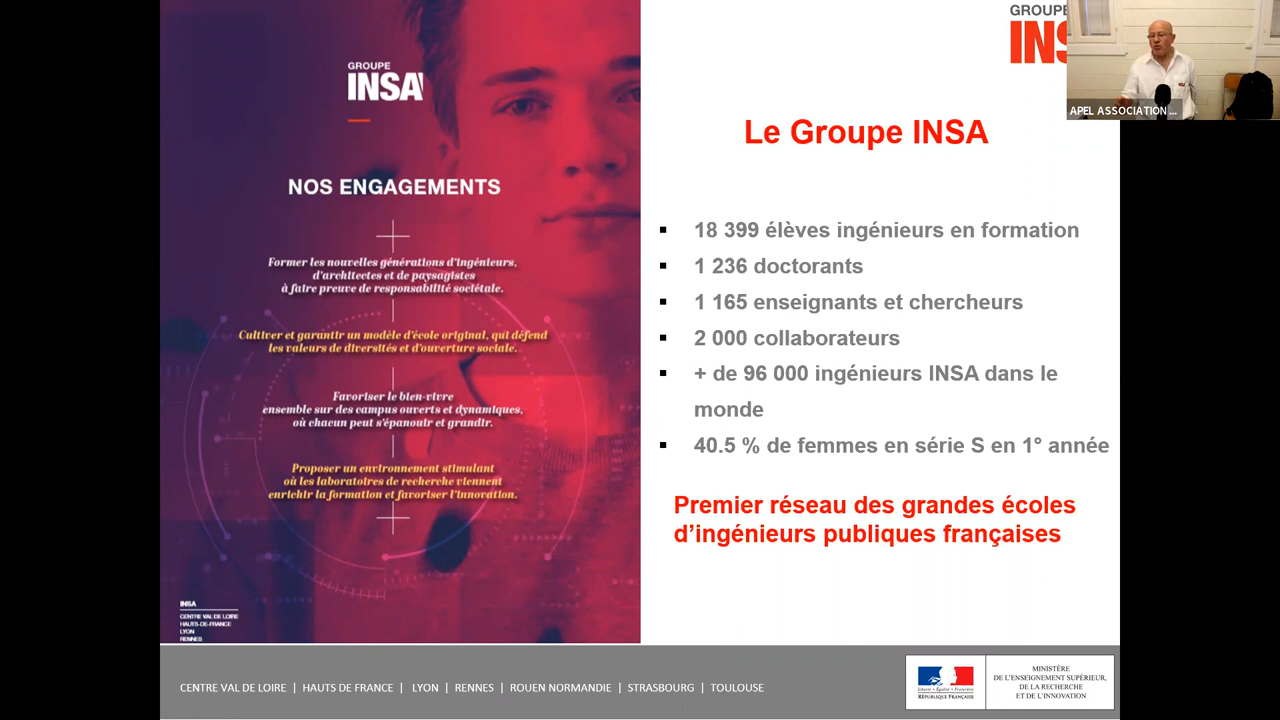 GROUPE
INSA
NOS ENGAGEMENTS
Former les nouvelles générations d'ingénieurs,
d'architectes et de paysagistes
à faire preuve de responsabilité sociétale.
Cultiver et garantir un modèle d'école original, qui défend
les valeurs de diversités et d'ouverture sociale.
Favoriser le bien-vivre
ensemble sur des campus ouverts et dynamiques,
où chacun peut s'épanouir et grandir.
Proposer un environnement stimulant
où les laboratoires de recherche viennent
enrichir la formation et favoriser l'innovation.
INSA
CENTRE VAL DE LOIRE
HAUTS-DE-FRANCE
LYON
RENNES
GROUPE
INS
APEL ASSOCIATION ...
Le Groupe INSA
▪ 18 399 élèves ingénieurs en formation
▪ 1 236 doctorants
▪ 1 165 enseignants et chercheurs
▪ 2 000 collaborateurs
▪ + de 96 000 ingénieurs INSA dans le
monde
▪ 40.5 % de femmes en série S en 1° année
Premier réseau des grandes écoles
d'ingénieurs publiques françaises
CENTRE VAL DE LOIRE | HAUTS DE FRANCE | LYON | RENNES | ROUEN NORMANDIE | STRASBOURG | TOULOUSE
Liberté • Égalité • Fraternité
RÉPUBLIQUE FRANÇAISE
MINISTÈRE
DE L'ENSEIGNEMENT SUPÉRIEUR,
DE LA RECHERCHE
ET DE L'INNOVATION